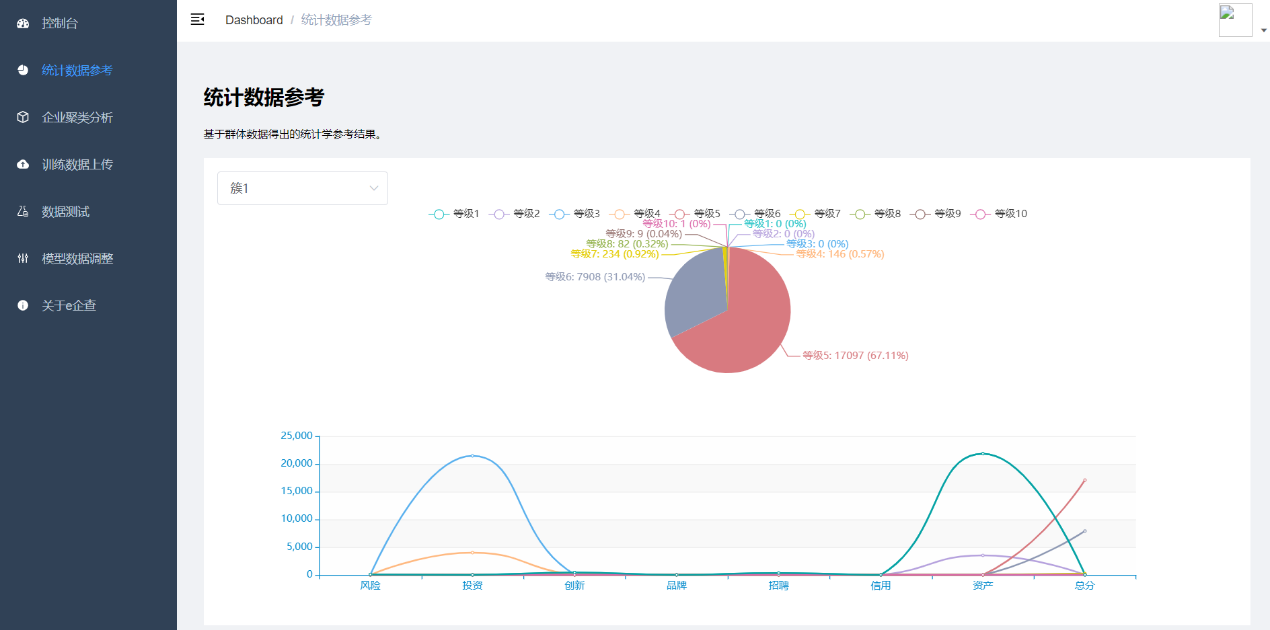 控制台
统计数据参考
企业聚类分析
训练数据上传
数据测试
模型数据调整
关于e企查
Dashboard / 统计数据参考
统计数据参考
基于群体数据得出的统计学参考结果。
簇1
等级1 等级2 等级3 等级4 等级5 等级6 等级7 等级8 等级9 等级10
等级10: 1 (0%) 等级1: 0 (0%)
等级9: 9 (0.04%) 等级2: 0 (0%)
等级8: 82 (0.32%) 等级3: 0 (0%)
等级7: 234 (0.92%) 等级4: 146 (0.57%)
等级6: 7908 (31.04%)
等级5: 17097 (67.11%)
25,000
20,000
15,000
10,000
5,000
0
风险 投资 创新 品牌 招聘 信用 资产 总分